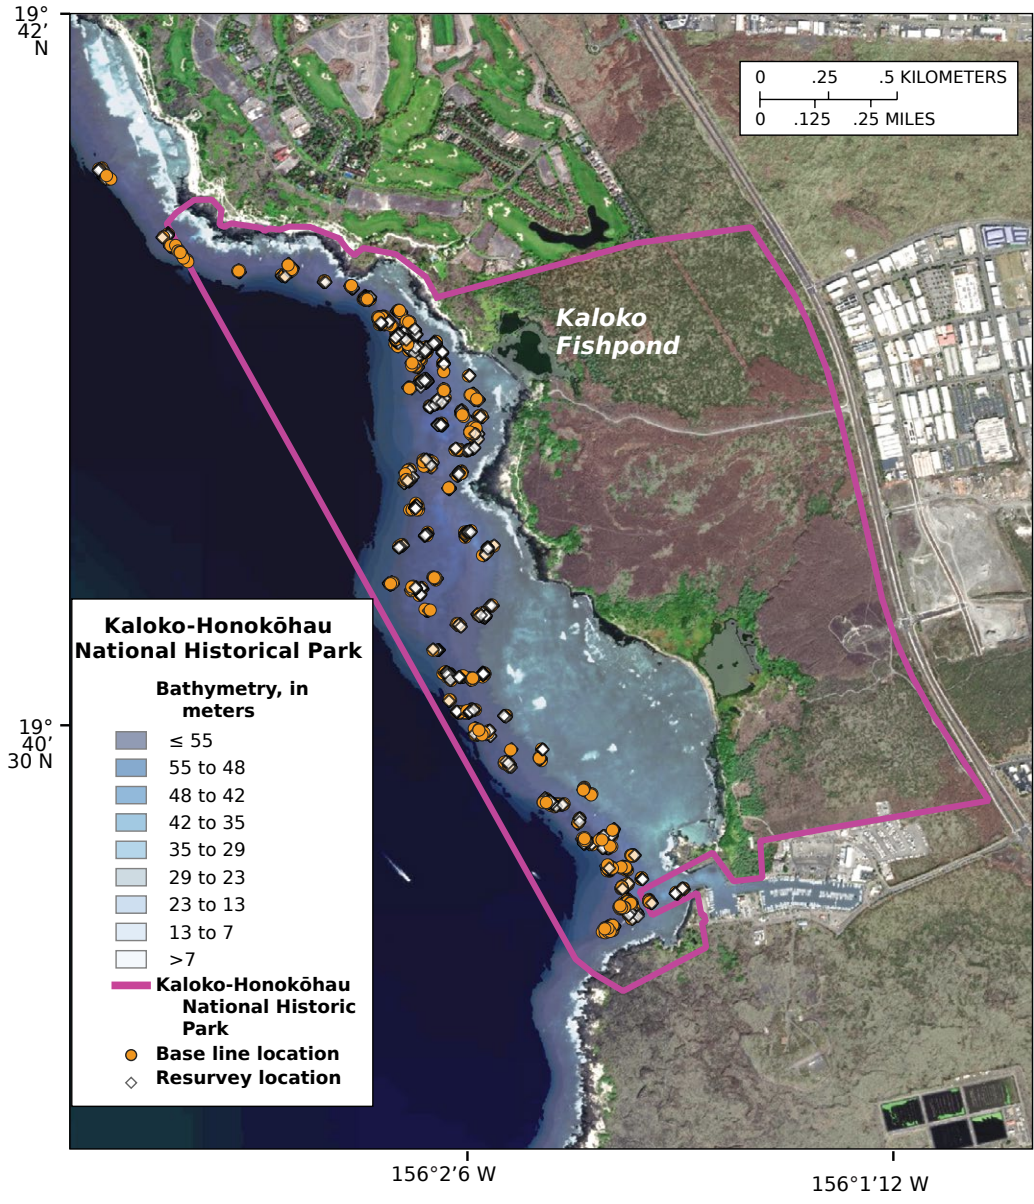 19°
42’
N
0 .25 .5 KILOMETERS
0 .125 .25 MILES
Kaloko
Fishpond
Kaloko-Honokōhau
National Historical Park
Bathymetry, in
meters
≤ 55
55 to 48
48 to 42
42 to 35
35 to 29
29 to 23
23 to 13
13 to 7
>7
Kaloko-Honokōhau
National Historic
Park
Base line location
Resurvey location
19°
40’
30 N
156°2’6 W
156°1’12 W